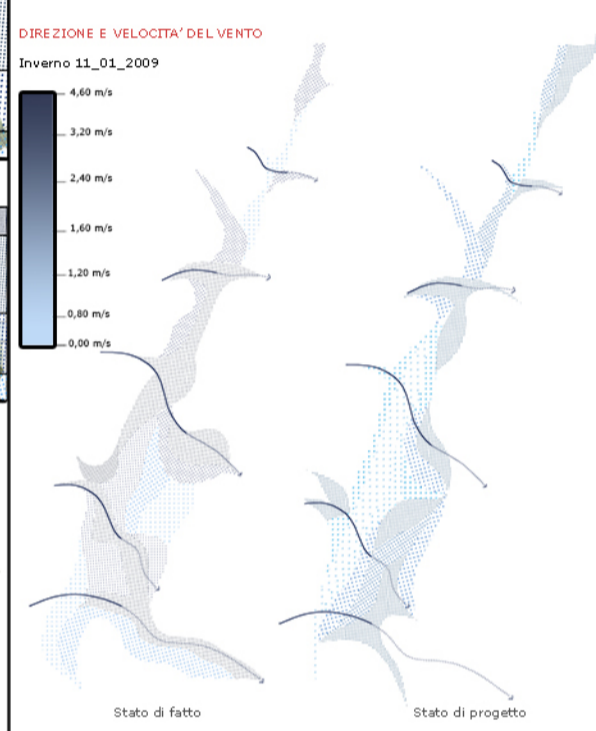 DIREZIONE E VELOCITA' DEL VENTO
Inverno 11_01_2009
4,60 m/s
3,20 m/s
2,40 m/s
1,60 m/s
1,20 m/s
0,80 m/s
0,00 m/s
Stato di fatto
Stato di progetto